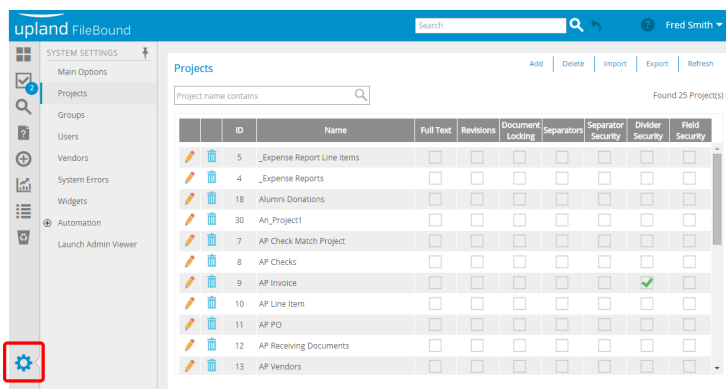 upland FileBound
Search
Fred Smith
SYSTEM SETTINGS
Main Options
Projects
Groups
Users
Vendors
System Errors
Widgets
Automation
Launch Admin Viewer
2
Projects
Add Delete Import Export Refresh
Project name contains
Found 25 Project(s)
ID Name Full Text Revisions Document Locking Separators Separator Security Divider Security Field Security
5 _Expense Report Line items
4 _Expense Reports
18 Alumni Donations
30 An_Project1
7 AP Check Match Project
8 AP Checks
9 AP Invoice
10 AP Line Item
11 AP PO
12 AP Receiving Documents
13 AP Vendors